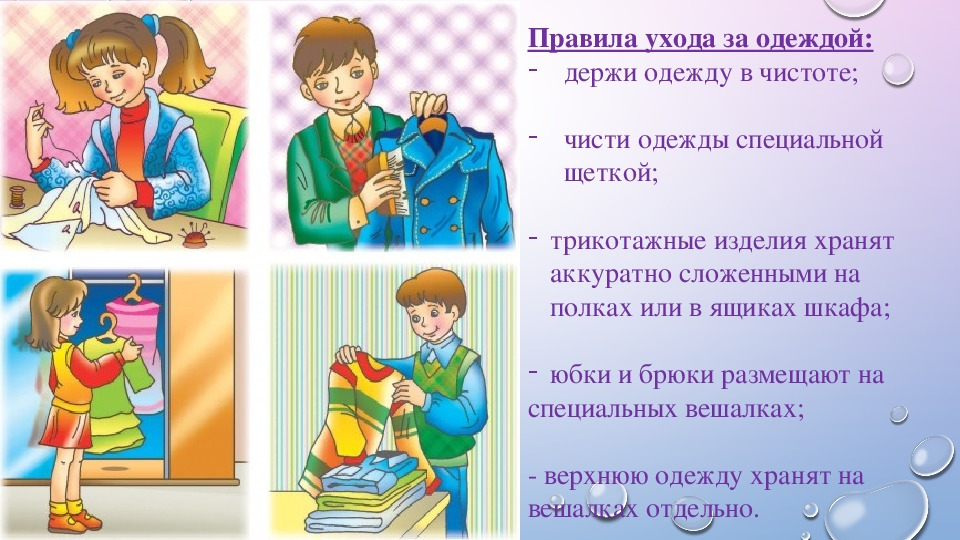 Правила ухода за одеждой:
- держи одежду в чистоте;
- чисти одежды специальной
щеткой;
- трикотажные изделия хранят
аккуратно сложенными на
полках или в ящиках шкафа;
- юбки и брюки размещают на
специальных вешалках;
- верхнюю одежду хранят на
вешалках отдельно.